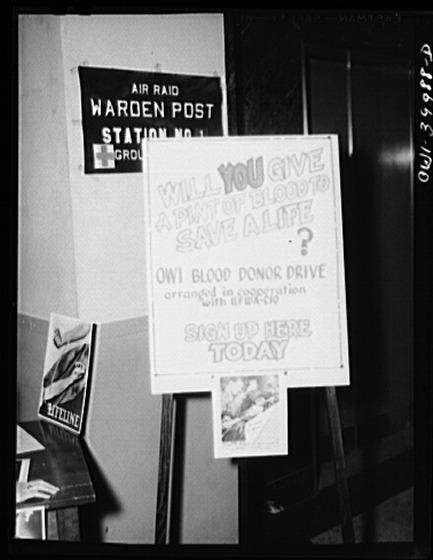 AIR RAID
WARDEN POST
STATION NO 1
GROU
WILL YOU GIVE
A PINT OF BLOOD TO
SAVE A LIFE
?
OWI BLOOD DONOR DRIVE
arranged in cooperation
with UFWA-CIO
SIGN UP HERE
TODAY
LIFELINE
OWI-34988-D